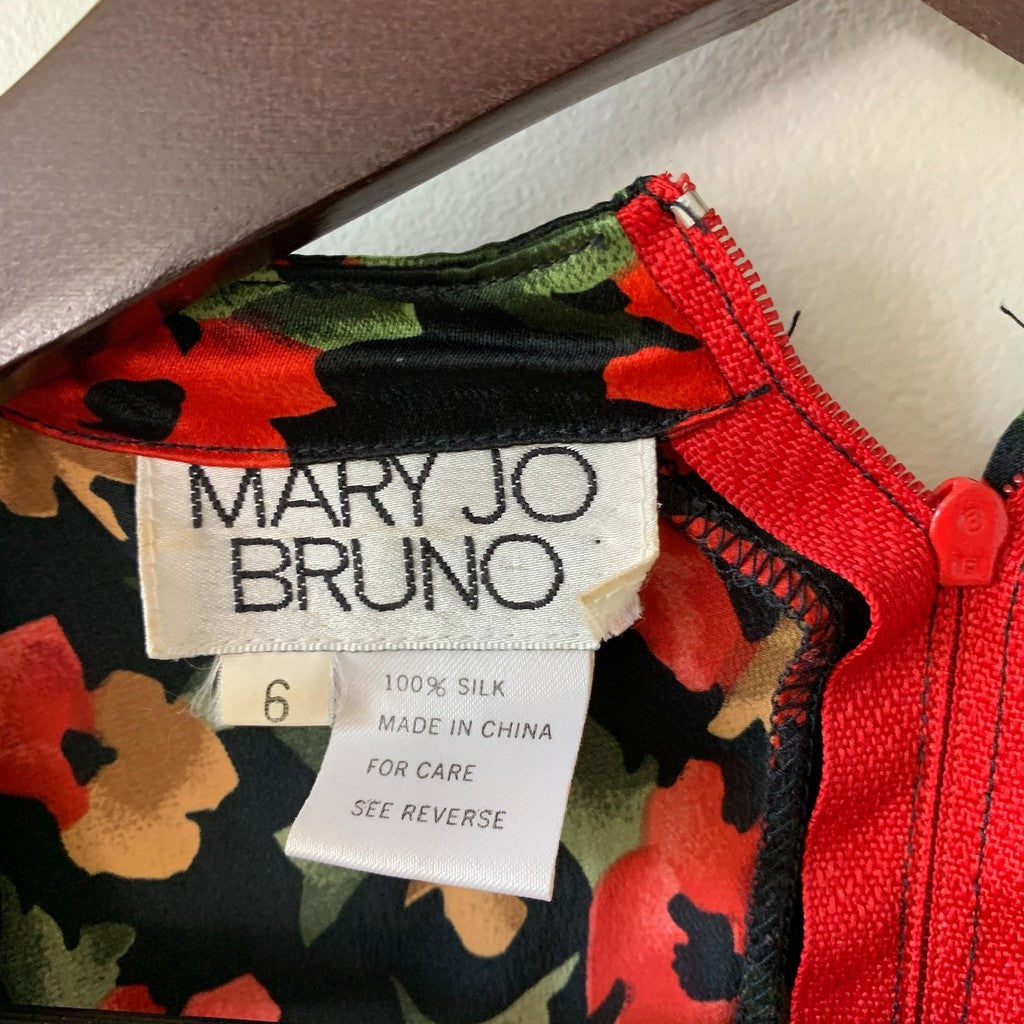 MARY JO
BRUNO
6
100% SILK
MADE IN CHINA
FOR CARE
SEE REVERSE